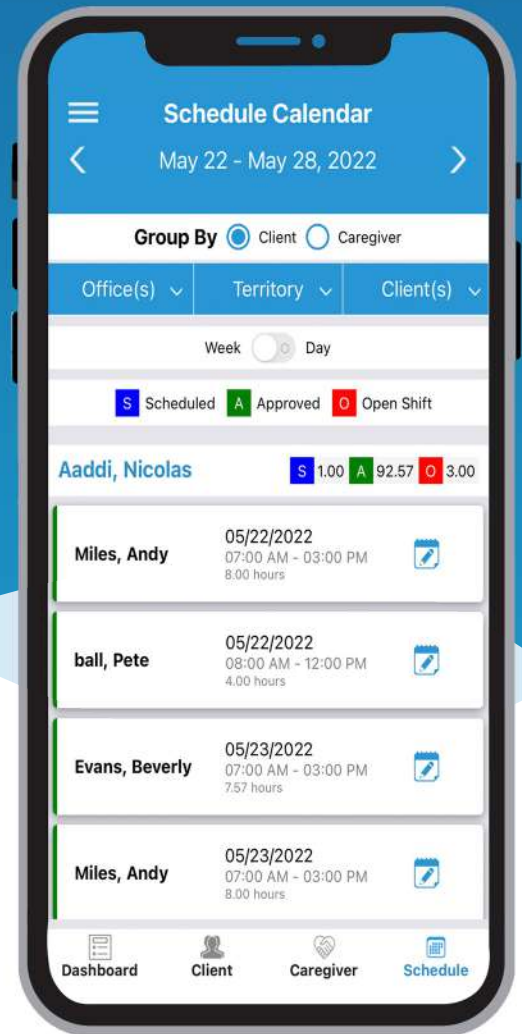 Schedule Calendar
May 22 - May 28, 2022
Group By Client Caregiver
Office(s) Territory Client(s)
Week Day
S Scheduled A Approved O Open Shift
Aaddi, Nicolas S 1.00 A 92.57 O 3.00
05/22/2022
Miles, Andy 07:00 AM - 03:00 PM
8.00 hours
05/22/2022
ball, Pete 08:00 AM - 12:00 PM
4.00 hours
05/23/2022
Evans, Beverly 07:00 AM - 03:00 PM
7.57 hours
05/23/2022
Miles, Andy 07:00 AM - 03:00 PM
8.00 hours
Dashboard Client Caregiver Schedule